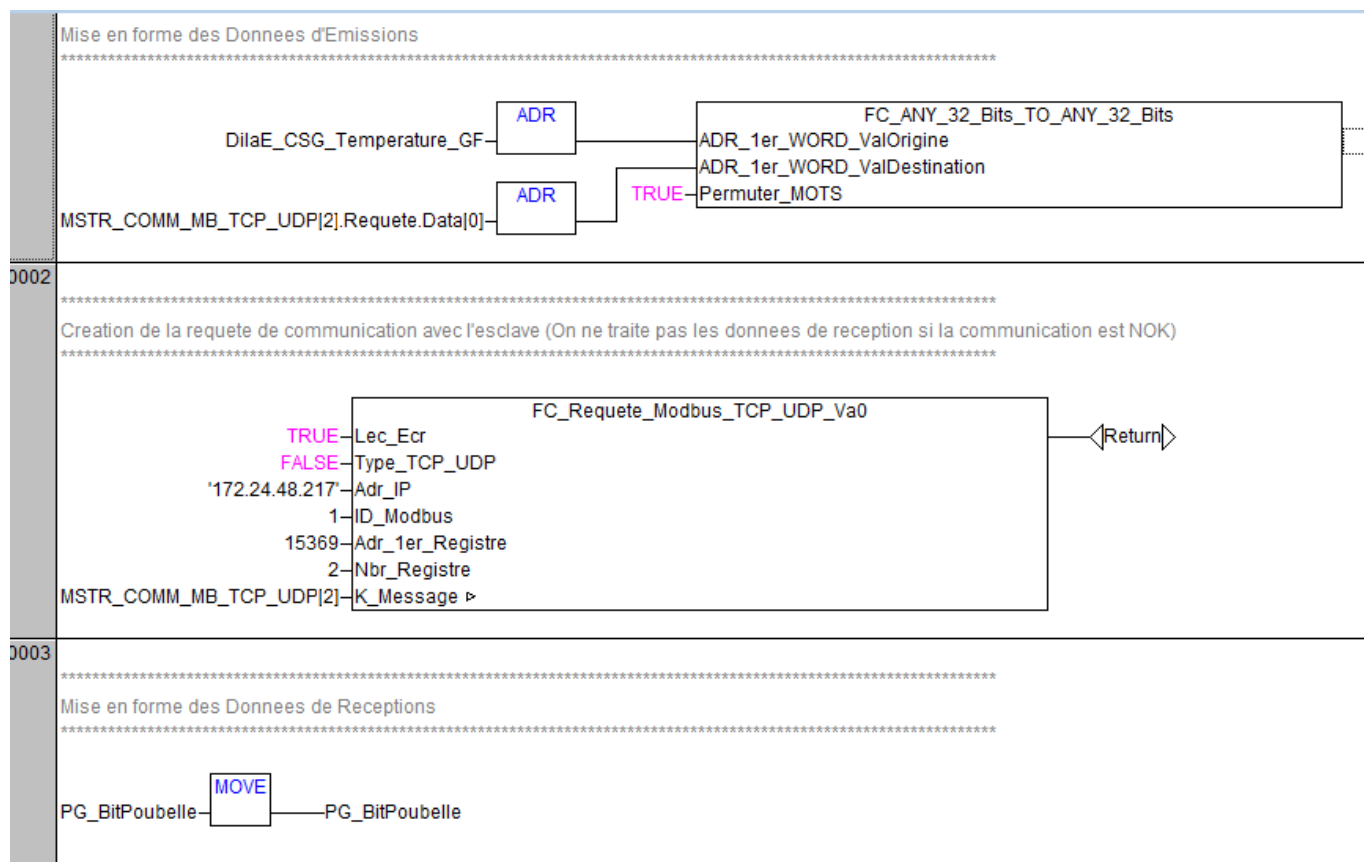 Mise en forme des Donnees d'Emissions
************************************************************************************************************************
ADR
FC_ANY_32_Bits_TO_ANY_32_Bits
DilaE_CSG_Temperature_GF
ADR_1er_WORD_ValOrigine
ADR_1er_WORD_ValDestination
ADR
TRUE
Permuter_MOTS
MSTR_COMM_MB_TCP_UDP[2].Requete.Data[0]
0002
************************************************************************************************************************
Creation de la requete de communication avec l'esclave (On ne traite pas les donnees de reception si la communication est NOK)
************************************************************************************************************************
FC_Requete_Modbus_TCP_UDP_Va0
TRUE
Lec_Ecr
Return
FALSE
Type_TCP_UDP
'172.24.48.217'
Adr_IP
1
ID_Modbus
15369
Adr_1er_Registre
2
Nbr_Registre
MSTR_COMM_MB_TCP_UDP[2]
K_Message
0003
************************************************************************************************************************
Mise en forme des Donnees de Receptions
************************************************************************************************************************
MOVE
PG_BitPoubelle
PG_BitPoubelle